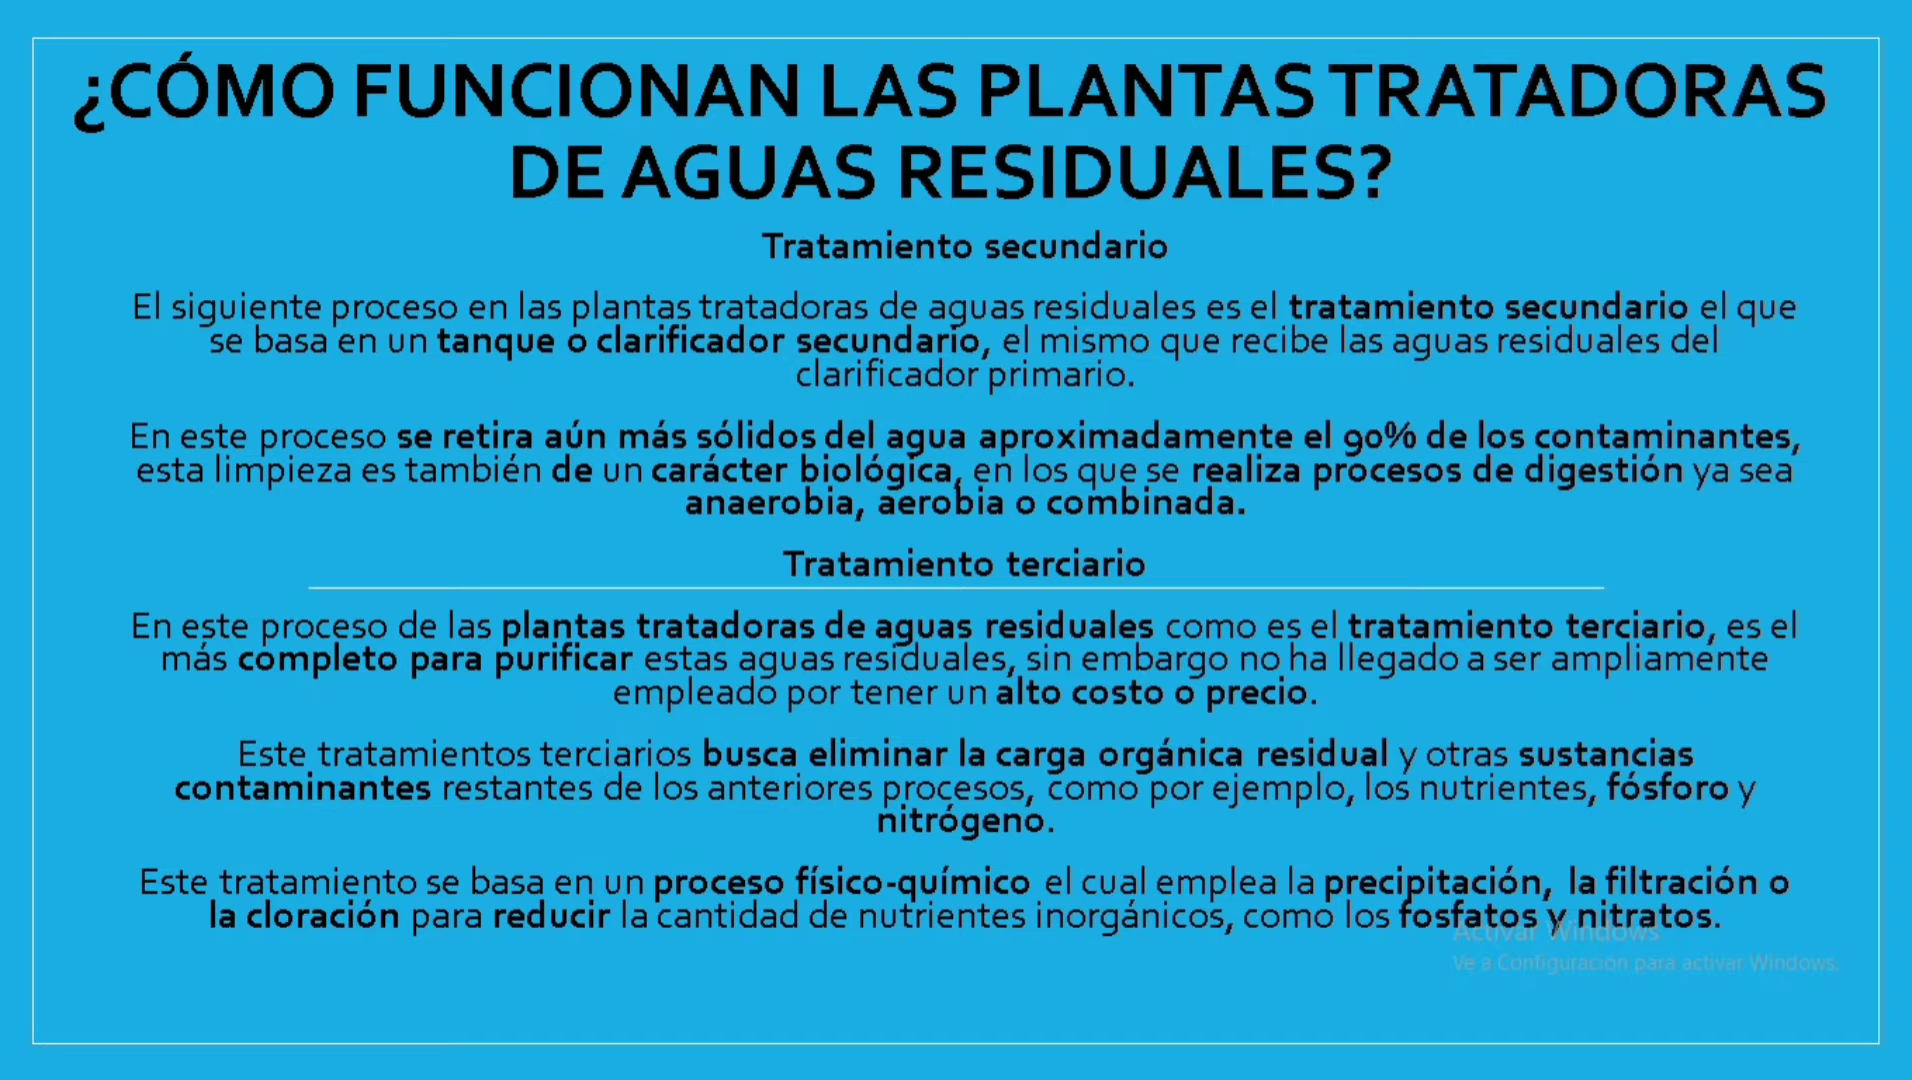 ¿CÓMO FUNCIONAN LAS PLANTAS TRATADORAS
DE AGUAS RESIDUALES?
Tratamiento secundario
El siguiente proceso en las plantas tratadoras de aguas residuales es el tratamiento secundario el que
se basa en un tanque o clarificador secundario, el mismo que recibe las aguas residuales del
clarificador primario.
En este proceso se retira aún más sólidos del agua aproximadamente el 90% de los contaminantes,
esta limpieza es también de un carácter biológica, en los que se realiza procesos de digestión ya sea
anaerobia, aerobia o combinada.
Tratamiento terciario
En este proceso de las plantas tratadoras de aguas residuales como es el tratamiento terciario, es el
más completo para purificar estas aguas residuales, sin embargo no ha llegado a ser ampliamente
empleado por tener un alto costo o precio.
Este tratamientos terciarios busca eliminar la carga orgánica residual y otras sustancias
contaminantes restantes de los anteriores procesos, como por ejemplo, los nutrientes, fósforo y
nitrógeno.
Este tratamiento se basa en un proceso físico-químico el cual emplea la precipitación, la filtración o
la cloración para reducir la cantidad de nutrientes inorgánicos, como los fosfatos y nitratos.
Activar Windows
Ve a Configuración para activar Windows.